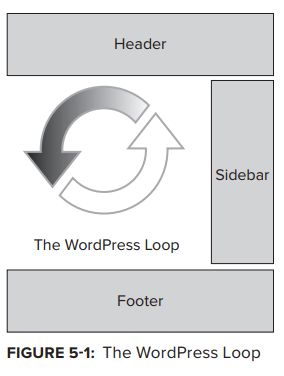 Header
Sidebar
The WordPress Loop
Footer
FIGURE 5-1: The WordPress Loop